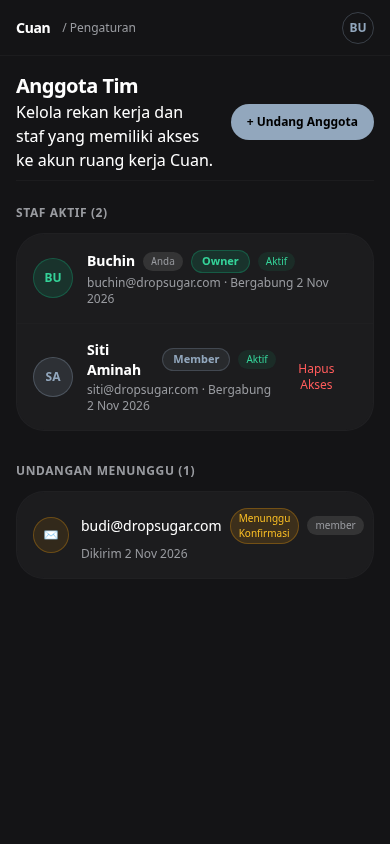 Cuan / Pengaturan
BU
Anggota Tim
Kelola rekan kerja dan
staf yang memiliki akses
ke akun ruang kerja Cuan.
+ Undang Anggota
STAF AKTIF (2)
BU
Buchin Anda Owner Aktif
buchin@dropsugar.com · Bergabung 2 Nov
2026
SA
Siti
Aminah
Member Aktif
siti@dropsugar.com · Bergabung
2 Nov 2026
Hapus
Akses
UNDANGAN MENUNGGU (1)
budi@dropsugar.com
Menunggu
Konfirmasi
member
Dikirim 2 Nov 2026